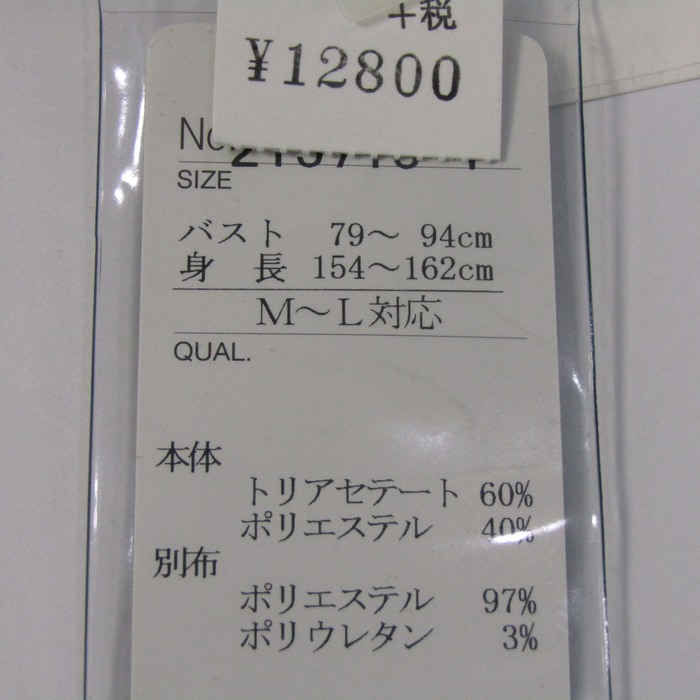 +税
¥12800
No.
SIZE
バスト 79～ 94cm
身 長 154～162cm
M～L対応
QUAL.
本体
トリアセテート 60%
ポリエステル 40%
別布
ポリエステル 97%
ポリウレタン 3%